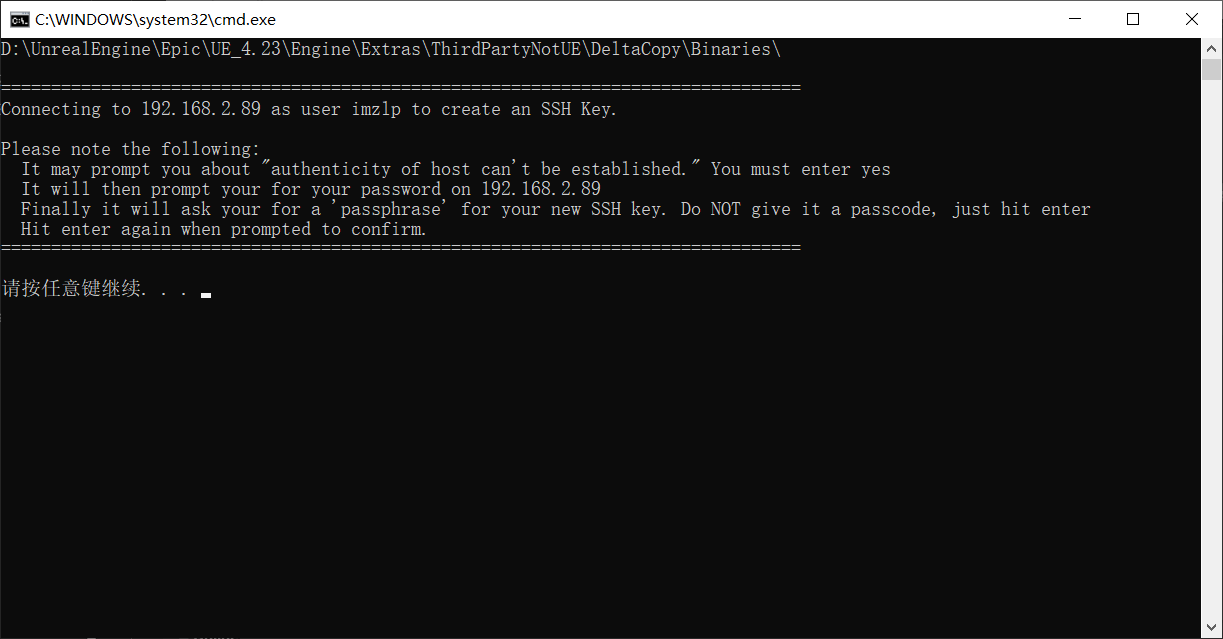 C:\WINDOWS\system32\cmd.exe
D:\UnrealEngine\Epic\UE_4.23\Engine\Extras\ThirdPartyNotUE\DeltaCopy\Binaries\
================================================================================
Connecting to 192.168.2.89 as user imzlp to create an SSH Key.
Please note the following:
It may prompt you about "authenticity of host can't be established." You must enter yes
It will then prompt your for your password on 192.168.2.89
Finally it will ask your for a 'passphrase' for your new SSH key. Do NOT give it a passcode, just hit enter
Hit enter again when prompted to confirm.
================================================================================
请按任意键继续. . .